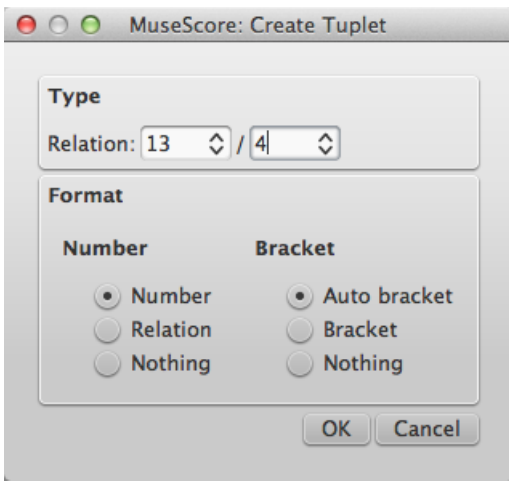 MuseScore: Create Tuplet
Type
Relation: 13 / 4
Format
Number Bracket
Number Auto bracket
Relation Bracket
Nothing Nothing
OK Cancel